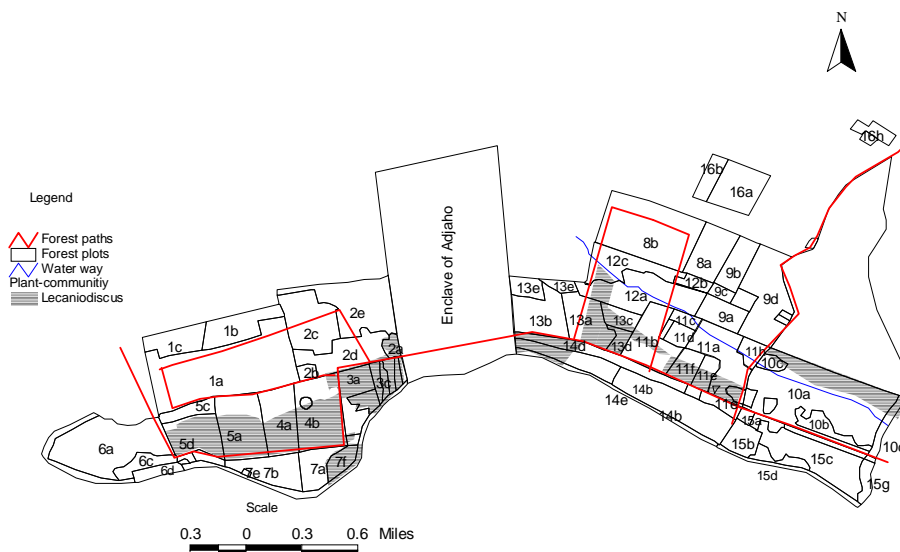 N
16h
16b
16a
Legend
Forest paths
Forest plots
Water way
Plant-communitiy
Lecaniodiscus
Enclave of Adjaho
8b
8a
9b
9d
12c
12b
9c
12a
9a
13e
13e
13b
13a
13c
13d
11b
11c
11d
11a
11b
10c
14d
11f
11e
11e
10a
10b
14b
14e
14b
15a
15b
15c
15d
15g
2e
2c
2d
2a
2b
1b
1c
1a
3a
3c
5c
5a
4a
4b
5d
6a
6c
6d
7e
7b
7a
7f
Scale
0.3 0 0.3 0.6 Miles